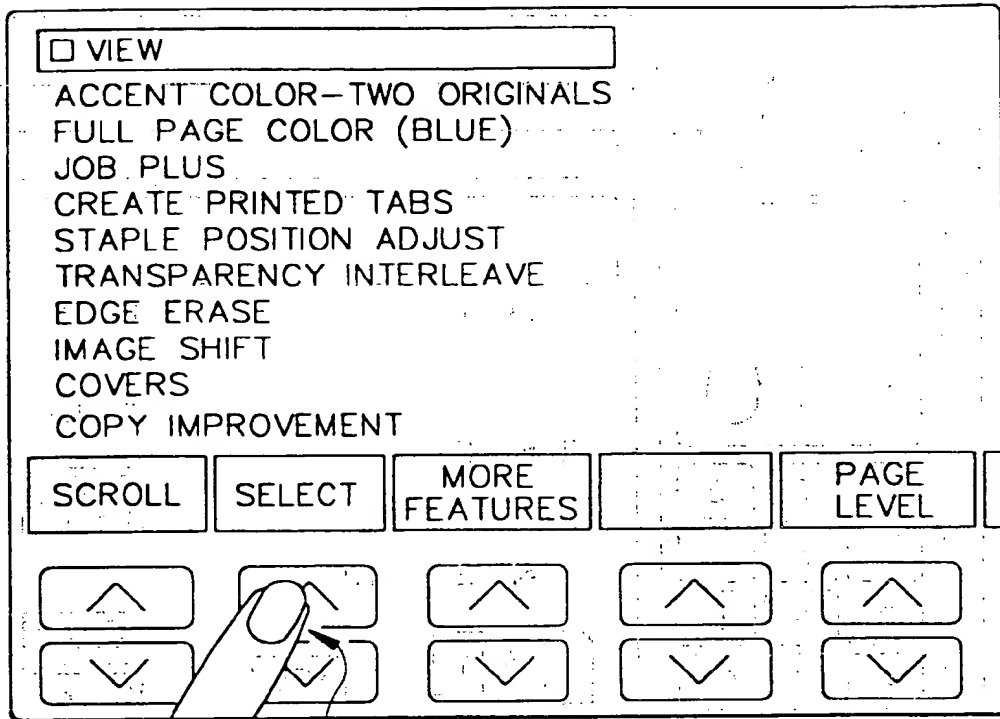 □ VIEW
ACCENT COLOR-TWO ORIGINALS
FULL PAGE COLOR (BLUE)
JOB PLUS
CREATE PRINTED TABS
STAPLE POSITION ADJUST
TRANSPARENCY INTERLEAVE
EDGE ERASE
IMAGE SHIFT
COVERS
COPY IMPROVEMENT
SCROLL
SELECT
MORE
FEATURES
PAGE
LEVEL